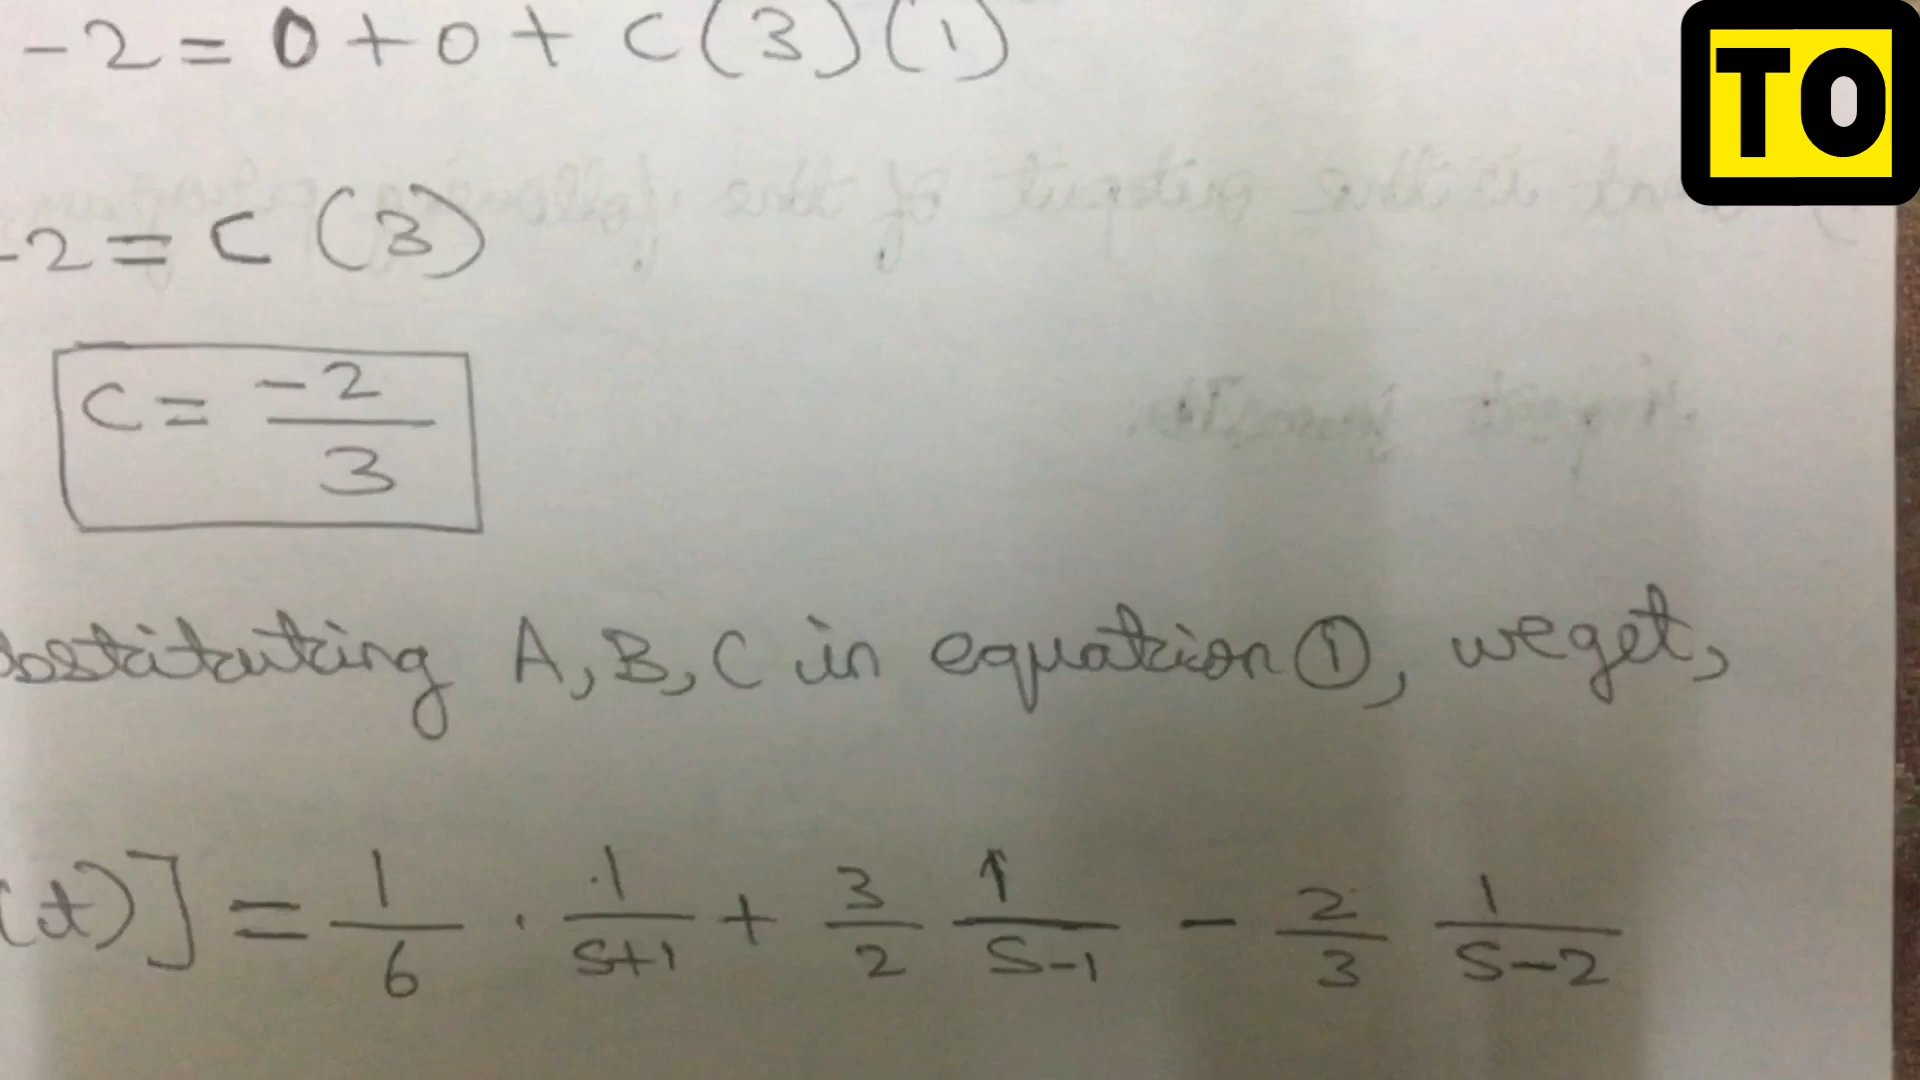 -2 = 0 + 0 + C (3) (1)
TO
-2 = C (3)
C = -2/3
bstituting A, B, C in equation ①, we get,
(t)] = 1/6 · 1/s+1 + 3/2 1/s-1 - 2/3 1/s-2